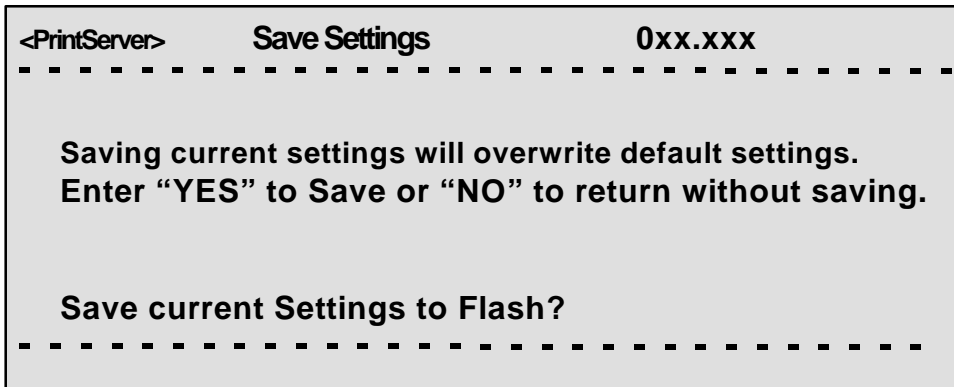 <PrintServer> Save Settings 0xx.xxx
Saving current settings will overwrite default settings.
Enter “YES” to Save or “NO” to return without saving.
Save current Settings to Flash?